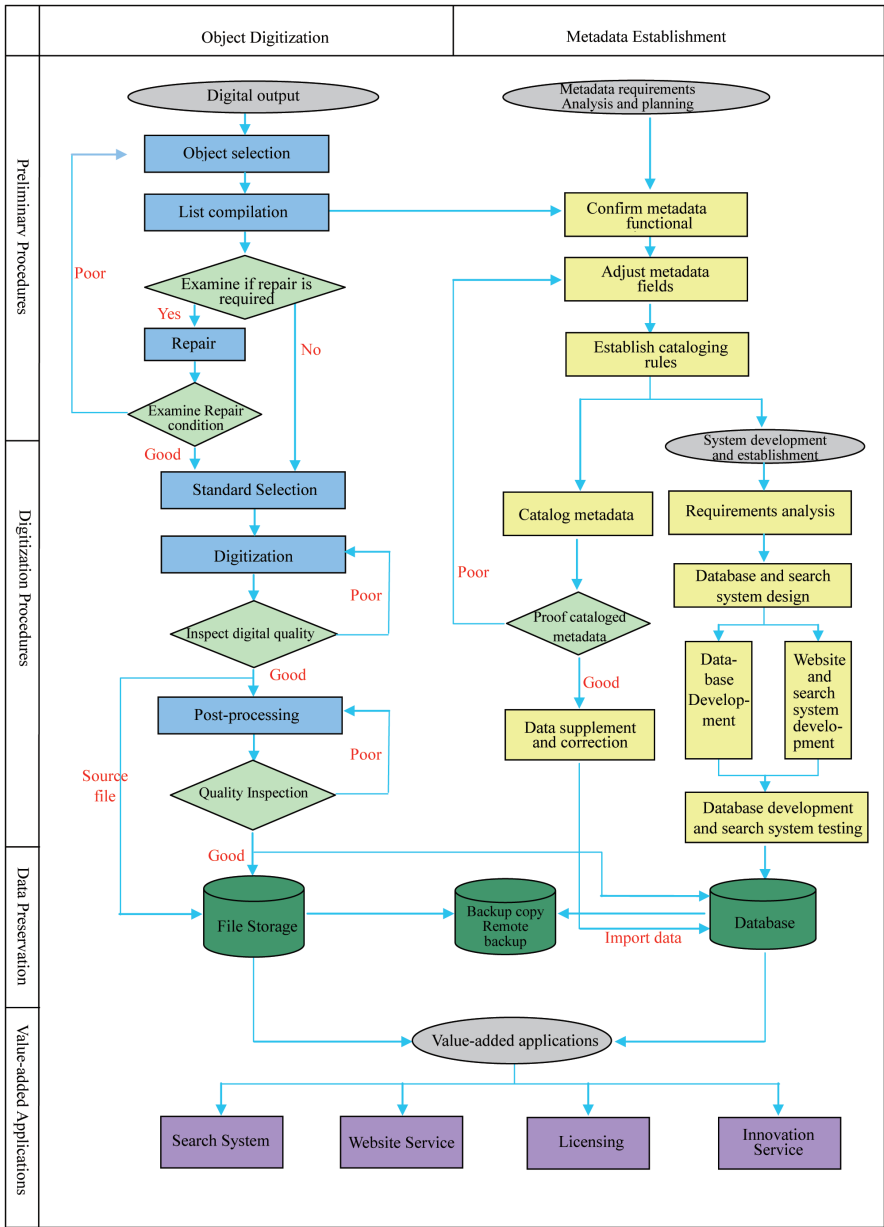 Object Digitization
Metadata Establishment
Preliminary Procedures
Digital output
Metadata requirements
Analysis and planning
Object selection
List compilation
Confirm metadata
functional
Examine if repair is
required
Adjust metadata
fields
Poor
Yes
Repair
No
Establish cataloging
rules
Examine Repair
condition
Good
System development
and establishment
Digitization Procedures
Standard Selection
Catalog metadata
Requirements analysis
Digitization
Poor
Poor
Database and search
system design
Inspect digital quality
Proof cataloged
metadata
Good
Good
Data-
base
Develop-
ment
Website
and
search
system
develo-
pment
Post-processing
Data supplement
and correction
Poor
Source
file
Quality Inspection
Database development
and search system testing
Good
Data Preservation
File Storage
Backup copy
Remote
backup
Database
Import data
Value-added Applications
Value-added applications
Search System
Website Service
Licensing
Innovation
Service